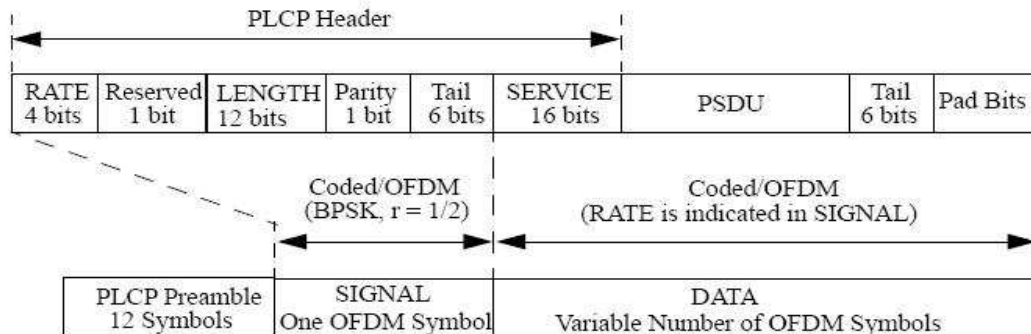 PLCP Header
RATE Reserved LENGTH Parity Tail SERVICE PSDU Tail Pad Bits
4 bits 1 bit 12 bits 1 bit 6 bits 16 bits 6 bits
Coded/OFDM Coded/OFDM
(BPSK, r = 1/2) (RATE is indicated in SIGNAL)
PLCP Preamble SIGNAL DATA
12 Symbols One OFDM Symbol Variable Number of OFDM Symbols